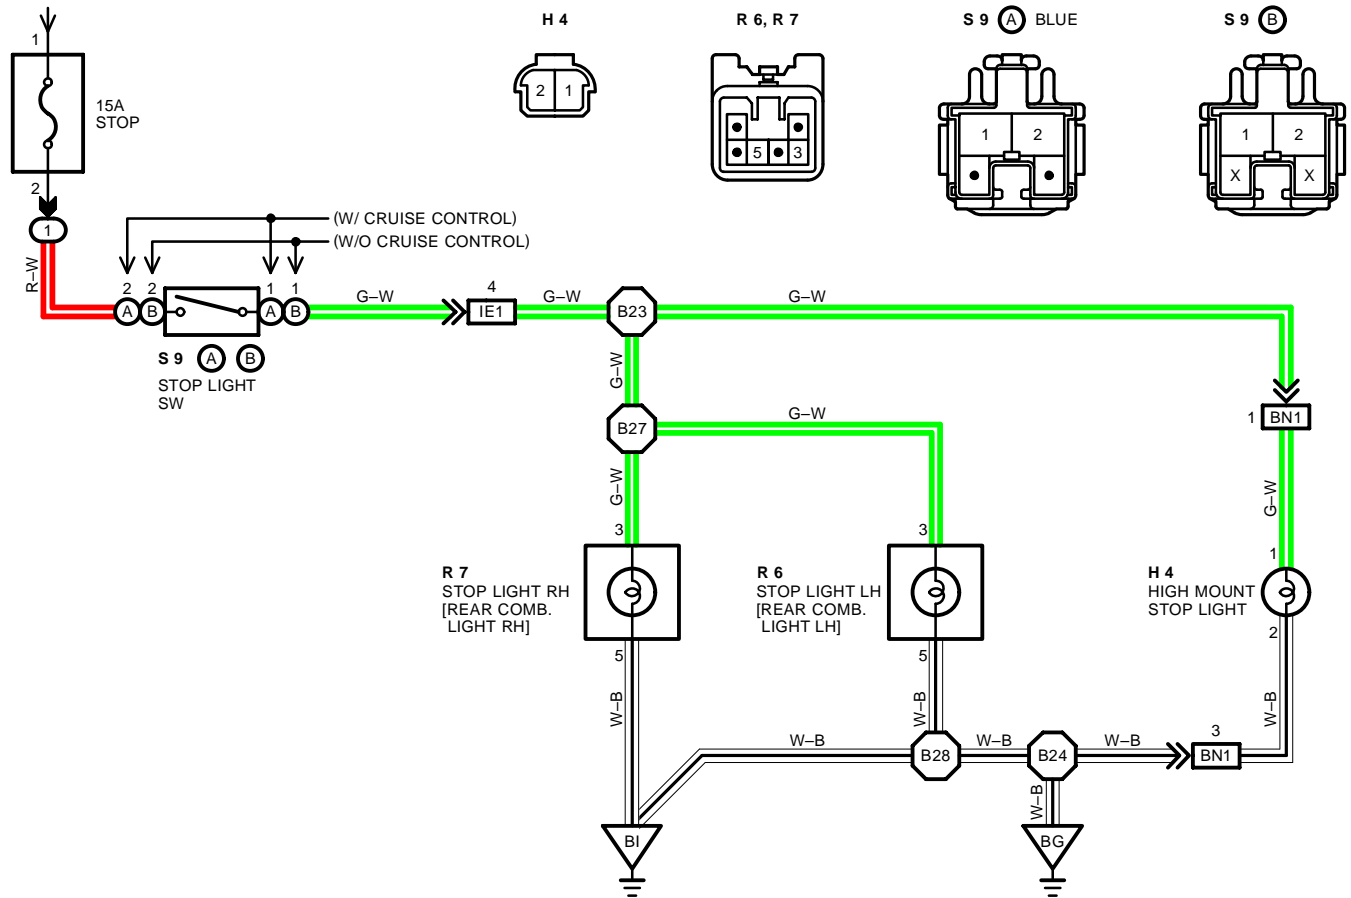 H 4
R 6, R 7
S 9 A BLUE
S 9 B
1
15A
STOP
2
1
2 1
5 3
1 2
1 2
X X
(W/ CRUISE CONTROL)
(W/O CRUISE CONTROL)
R–W
2 2 1 1
A B A B
G–W
4
IE1
G–W
B23
G–W
S 9 A B
STOP LIGHT
SW
G–W
B27
G–W
1 BN1
G–W
G–W
3
3
1
R 7
STOP LIGHT RH
[REAR COMB.
LIGHT RH]
R 6
STOP LIGHT LH
[REAR COMB.
LIGHT LH]
H 4
HIGH MOUNT
STOP LIGHT
5
5
2
W–B
W–B
W–B
W–B
B28
W–B
B24
W–B
3
BN1
W–B
BI
BG